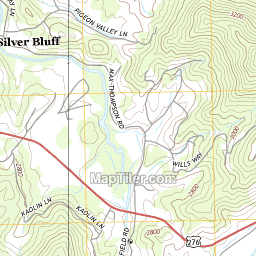 PIGEON VALLEY LN
3200
Silver Bluff
MAX THOMPSON RD
3200
WILLS WAY
2800
2800
MapTiler.com
KAOLIN LN
KAOLIN LN
2800
276
FIELD RD